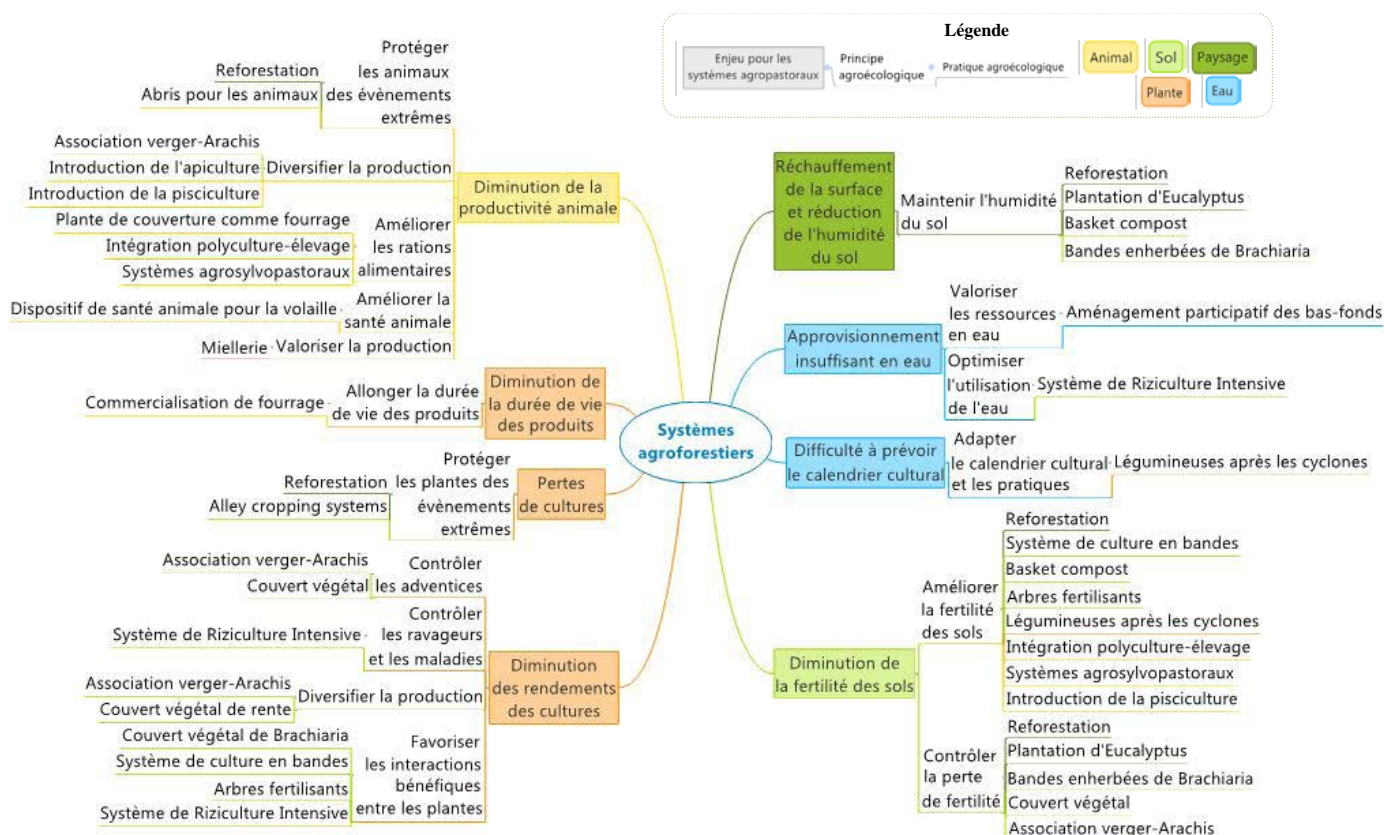 Légende
Enjeu pour les
systèmes agropastoraux
Principe
agroécologique
Pratique agroécologique
Animal
Sol
Paysage
Plante
Eau
Systèmes
agroforestiers
Diminution de la
productivité animale
Protéger
les animaux
des évènements
extrêmes
Reforestation
Abris pour les animaux
Diversifier la production
Association verger-Arachis
Introduction de l'apiculture
Introduction de la pisciculture
Améliorer
les rations
alimentaires
Plante de couverture comme fourrage
Intégration polyculture-élevage
Systèmes agrosylvopastoraux
Améliorer la
santé animale
Dispositif de santé animale pour la volaille
Valoriser la production
Miellerie
Diminution de
la durée de vie
des produits
Allonger la durée
de vie des produits
Commercialisation de fourrage
Pertes
de cultures
Protéger
les plantes des
évènements
extrêmes
Reforestation
Alley cropping systems
Diminution
des rendements
des cultures
Contrôler
les adventices
Association verger-Arachis
Couvert végétal
Contrôler
les ravageurs
et les maladies
Système de Riziculture Intensive
Diversifier la production
Association verger-Arachis
Couvert végétal de rente
Favoriser
les interactions
bénéfiques
entre les plantes
Couvert végétal de Brachiaria
Système de culture en bandes
Arbres fertilisants
Système de Riziculture Intensive
Réchauffement
de la surface
et réduction
de l'humidité
du sol
Maintenir l'humidité
du sol
Reforestation
Plantation d'Eucalyptus
Basket compost
Bandes enherbées de Brachiaria
Approvisionnement
insuffisant en eau
Valoriser
les ressources
en eau
Aménagement participatif des bas-fonds
Optimiser
l'utilisation
de l'eau
Système de Riziculture Intensive
Difficulté à prévoir
le calendrier cultural
Adapter
le calendrier cultural
et les pratiques
Légumineuses après les cyclones
Diminution de
la fertilité des sols
Améliorer
la fertilité
des sols
Reforestation
Système de culture en bandes
Basket compost
Arbres fertilisants
Légumineuses après les cyclones
Intégration polyculture-élevage
Systèmes agrosylvopastoraux
Introduction de la pisciculture
Contrôler
la perte
de fertilité
Reforestation
Plantation d'Eucalyptus
Bandes enherbées de Brachiaria
Couvert végétal
Association verger-Arachis